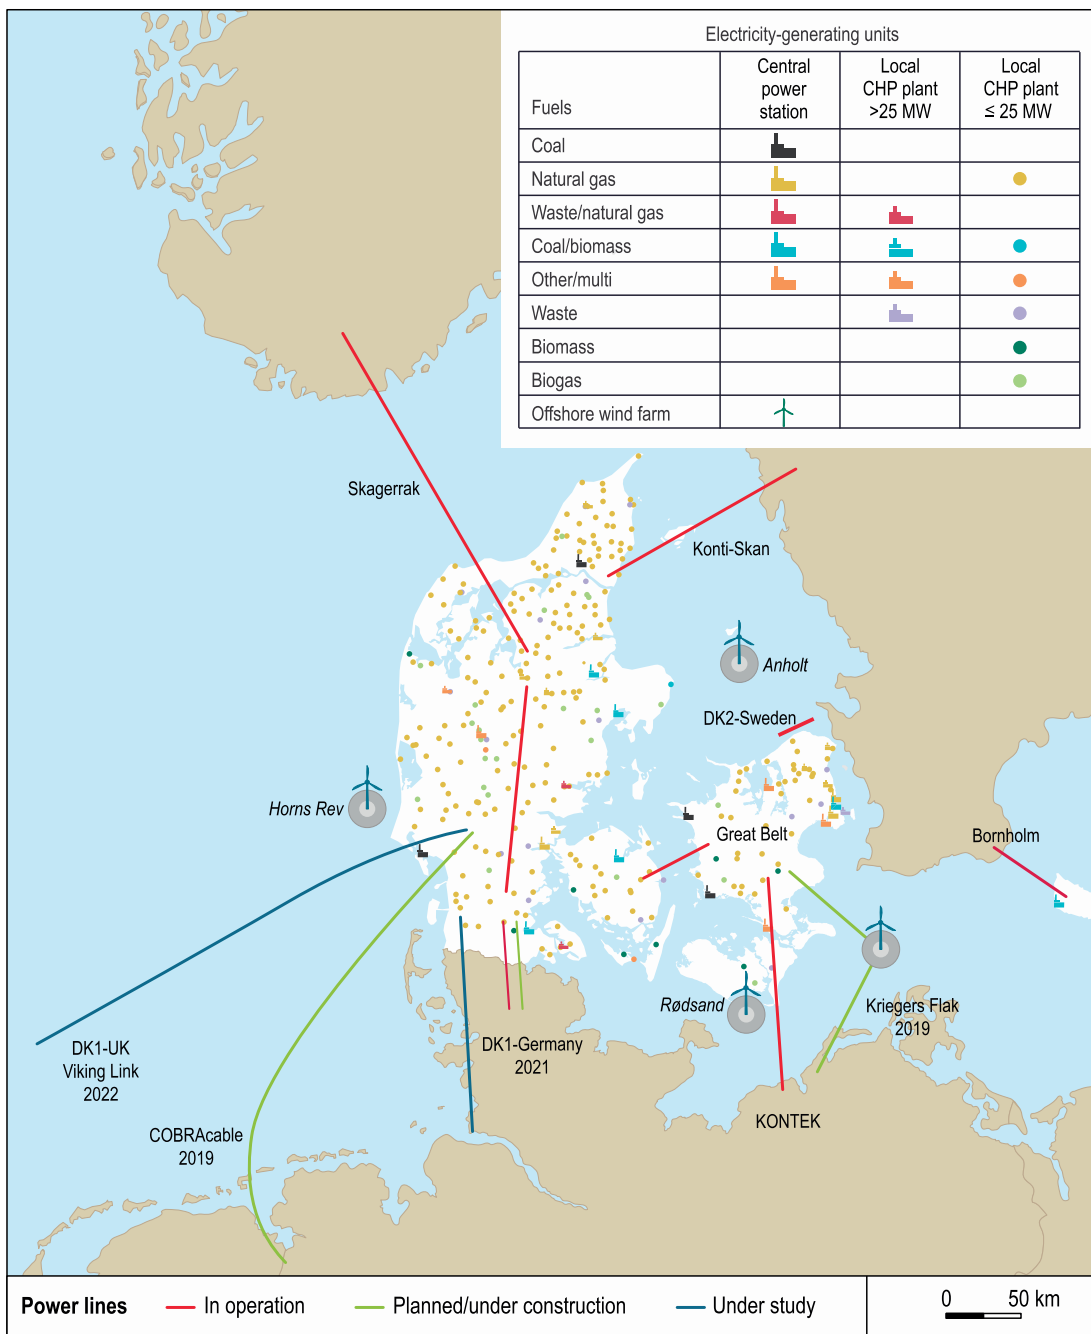 Electricity-generating units
Fuels
Central
power
station
Local
CHP plant
>25 MW
Local
CHP plant
≤ 25 MW
Coal
Natural gas
Waste/natural gas
Coal/biomass
Other/multi
Waste
Biomass
Biogas
Offshore wind farm
Skagerrak
Konti-Skan
Anholt
DK2-Sweden
Horns Rev
Great Belt
Bornholm
Rødsand
Kriegers Flak
2019
DK1-Germany
2021
DK1-UK
Viking Link
2022
KONTEK
COBRAcable
2019
Power lines
In operation
Planned/under construction
Under study
0 50 km